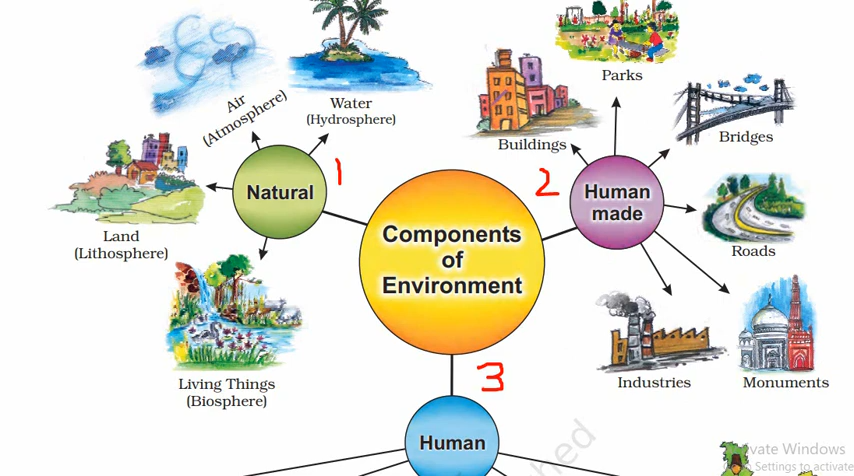 Air
(Atmosphere)
Water
(Hydrosphere)
Parks
Buildings
Bridges
Natural
1
2
Human
made
Land
(Lithosphere)
Components
of
Environment
Roads
Living Things
(Biosphere)
3
Industries
Monuments
Human